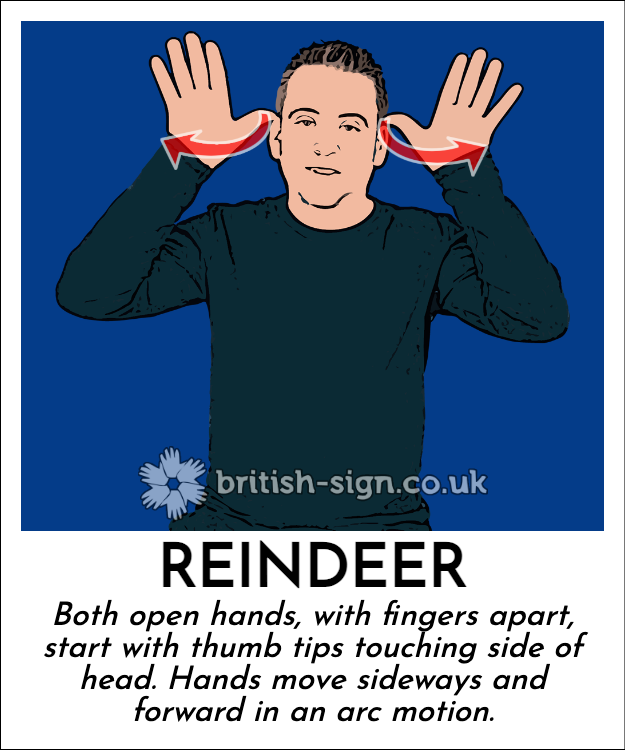 british-sign.co.uk
REINDEER
Both open hands, with fingers apart,
start with thumb tips touching side of
head. Hands move sideways and
forward in an arc motion.